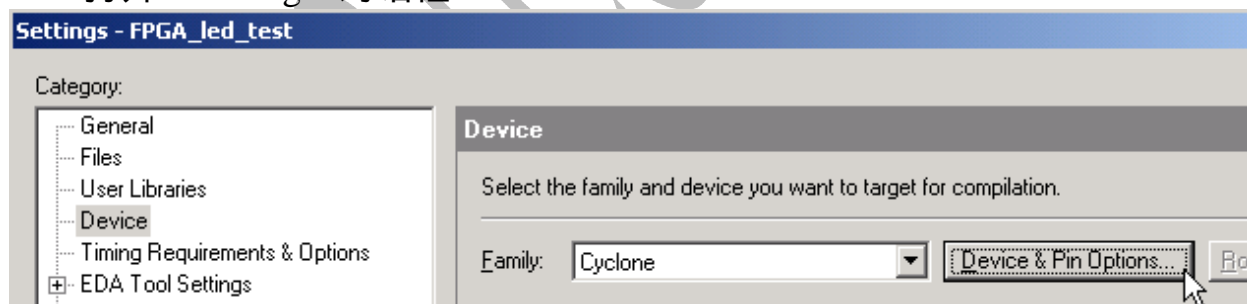 Settings - FPGA_led_test
Category:
General
Files
User Libraries
Device
Timing Requirements & Options
EDA Tool Settings
Device
Select the family and device you want to target for compilation.
Family: Cyclone Device & Pin Options...